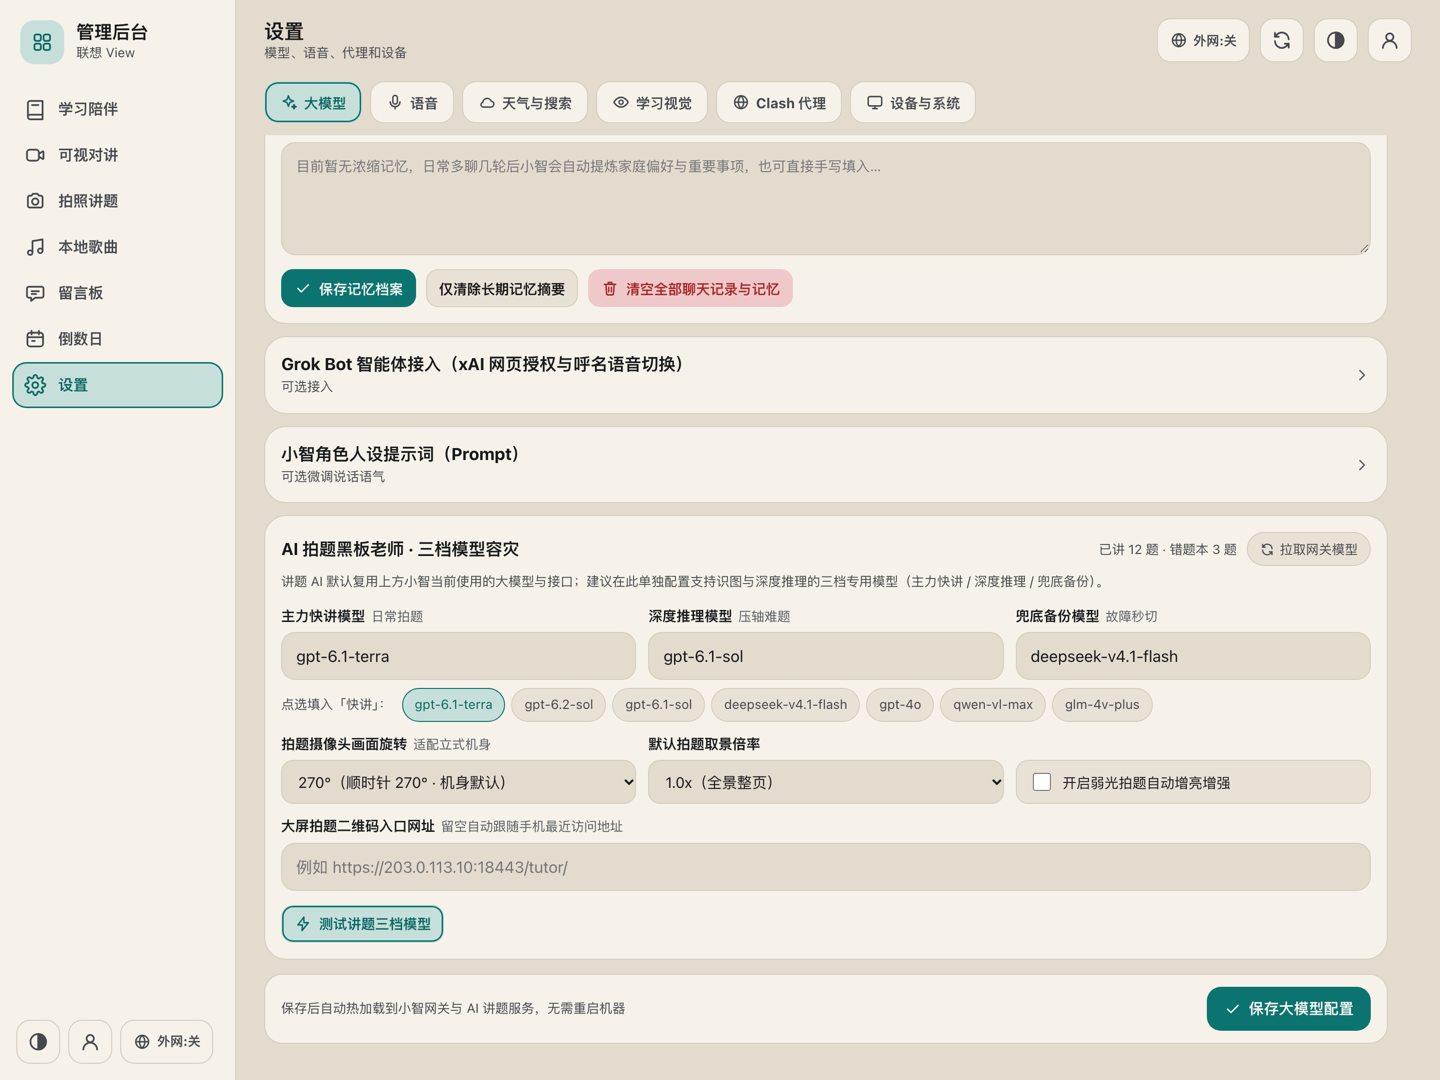 管理后台
联想 View
学习陪伴
可视对讲
拍照讲题
本地歌曲
留言板
倒数日
设置
外网:关
设置
模型、语音、代理和设备
外网:关
大模型
语音
天气与搜索
学习视觉
Clash 代理
设备与系统
目前暂无浓缩记忆，日常多聊几轮后小智会自动提炼家庭偏好与重要事项，也可直接手写填入...
保存记忆档案
仅清除长期记忆摘要
清空全部聊天记录与记忆
Grok Bot 智能体接入（xAI 网页授权与呼名语音切换）
可选接入
小智角色人设提示词（Prompt）
可选微调说话语气
AI 拍题黑板老师 · 三档模型容灾
已讲 12 题 · 错题本 3 题
拉取网关模型
讲题 AI 默认复用上方小智当前使用的大模型与接口；建议在此单独配置支持识图与深度推理的三档专用模型（主力快讲 / 深度推理 / 兜底备份）。
主力快讲模型 日常拍题
深度推理模型 压轴难题
兜底备份模型 故障秒切
gpt-6.1-terra
gpt-6.1-sol
deepseek-v4.1-flash
点选填入「快讲」：
gpt-6.1-terra
gpt-6.2-sol
gpt-6.1-sol
deepseek-v4.1-flash
gpt-4o
qwen-vl-max
glm-4v-plus
拍题摄像头画面旋转 适配立式机身
默认拍题取景倍率
270°（顺时针 270° · 机身默认）
1.0x（全景整页）
开启弱光拍题自动增亮增强
大屏拍题二维码入口网址 留空自动跟随手机最近访问地址
例如 https://203.0.113.10:18443/tutor/
测试讲题三档模型
保存后自动热加载到小智网关与 AI 讲题服务，无需重启机器
保存大模型配置